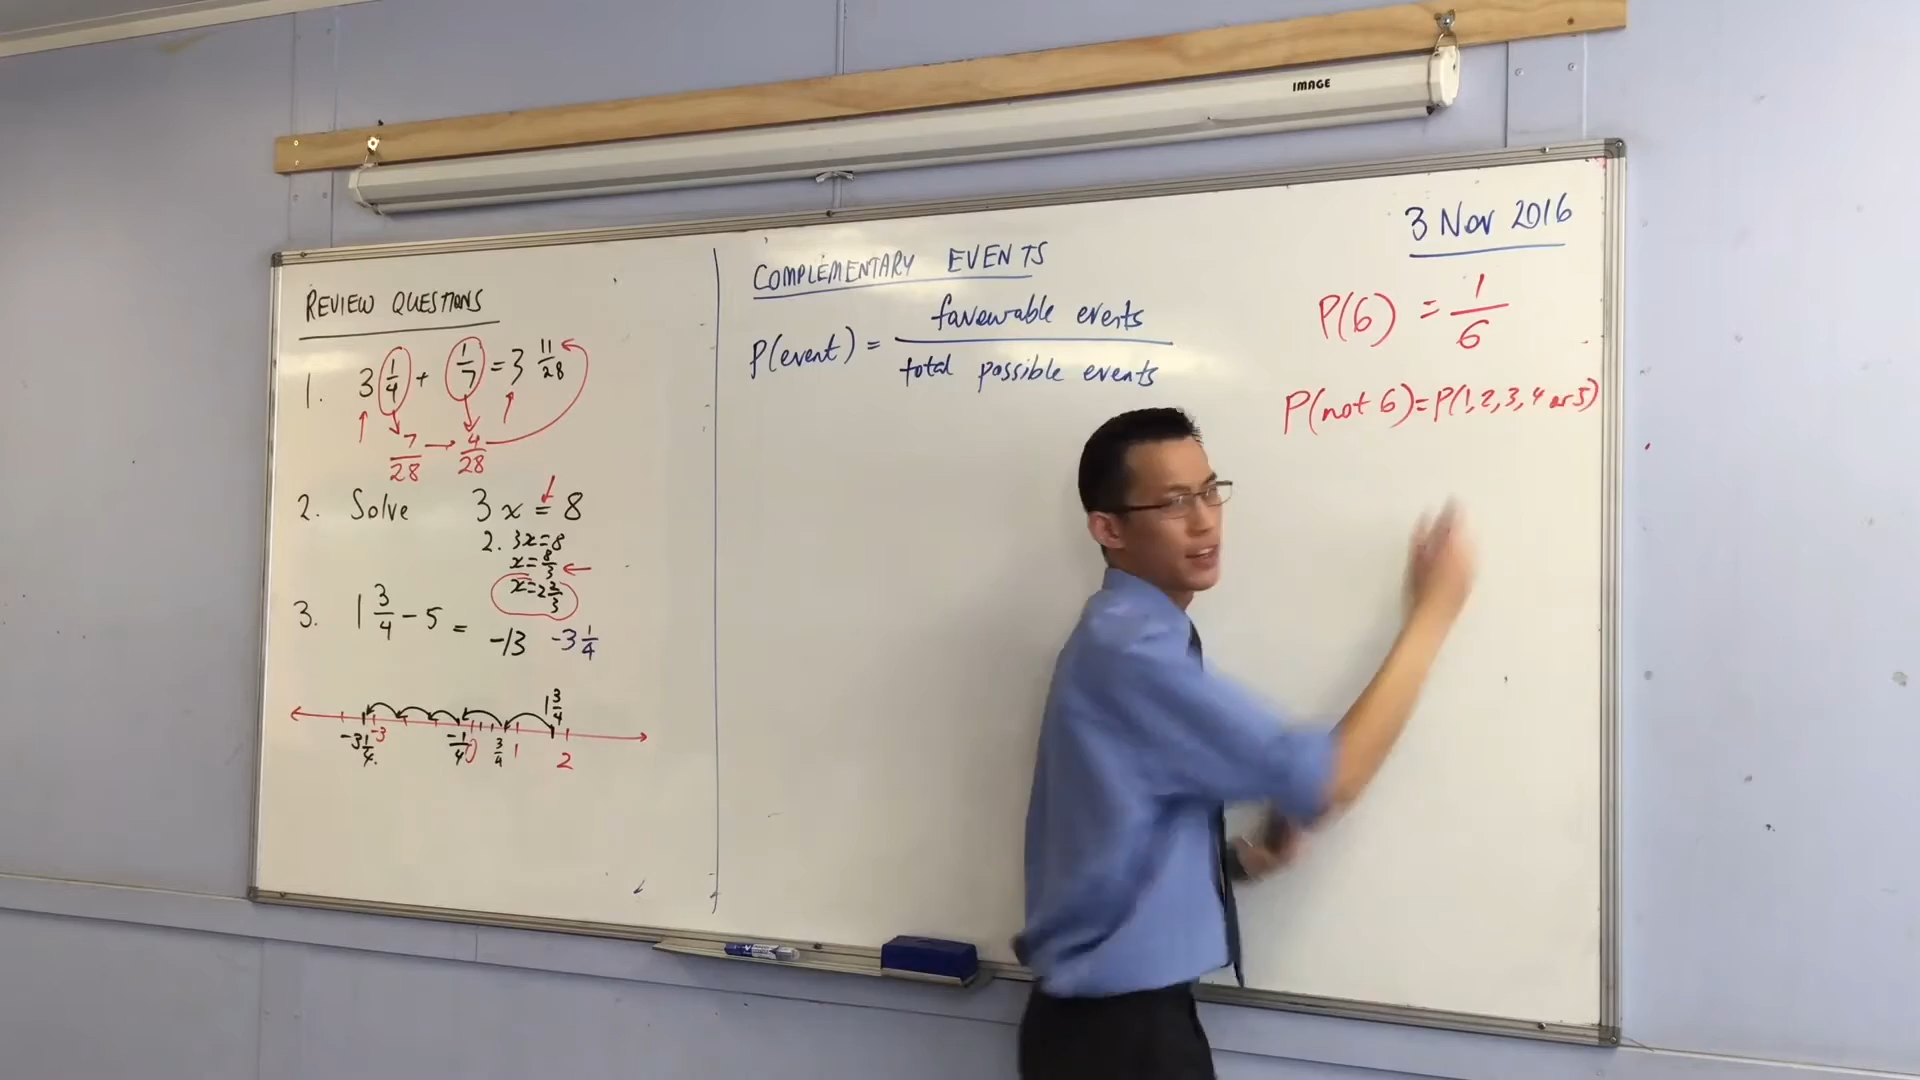 IMAGE
REVIEW QUESTIONS
1. 3 1/4 + 1/7 = 3 11/28
7/28 → 4/28
2. Solve 3x = 8
2. 3x=8
x=8/3
x=2 2/3
3. 1 3/4 - 5 = -13 -3 1/4
1 3/4
-3 1/4 -3 -1/4 0 3/4 1 2
COMPLEMENTARY EVENTS
P(event) = favourable events / total possible events
3 Nov 2016
P(6) = 1/6
P(not 6)=P(1,2,3,4 or 5)